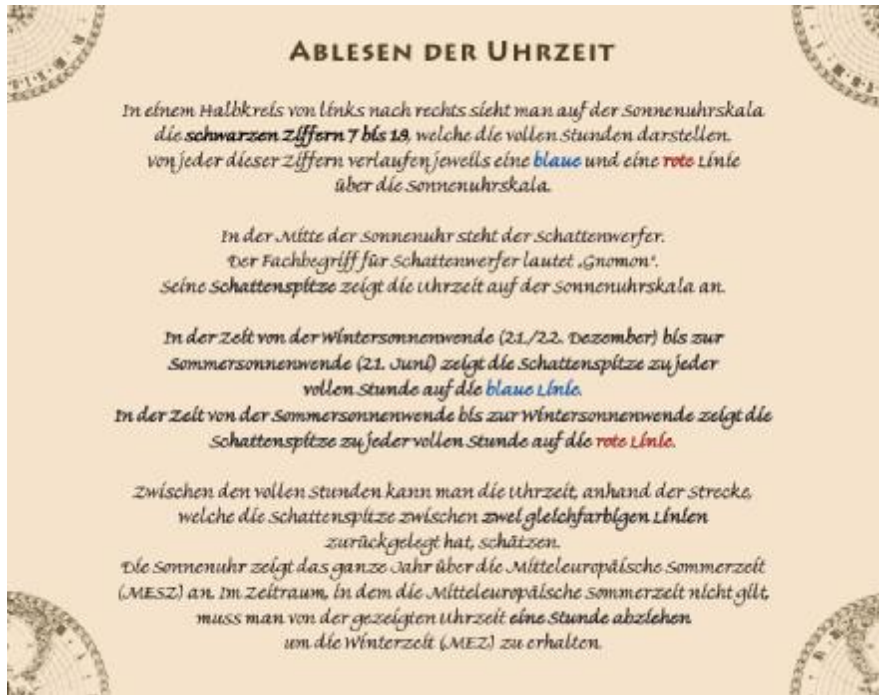 ABLESEN DER UHRZEIT
In einem Halbkreis von links nach rechts sieht man auf der Sonnenuhrskala
die schwarzen Ziffern 7 bis 19, welche die vollen Stunden darstellen.
Von jeder dieser Ziffern verlaufen jeweils eine blaue und eine rote Linie
über die Sonnenuhrskala.
In der Mitte der Sonnenuhr steht der Schattenwerfer.
Der Fachbegriff für Schattenwerfer lautet „Gnomon“.
Seine Schattenspitze zeigt die Uhrzeit auf der Sonnenuhrskala an.
In der Zeit von der Wintersonnenwende (21./22. Dezember) bis zur
Sommersonnenwende (21. Juni) zeigt die Schattenspitze zu jeder
vollen Stunde auf die blaue Linie.
In der Zeit von der Sommersonnenwende bis zur Wintersonnenwende zeigt die
Schattenspitze zu jeder vollen Stunde auf die rote Linie.
Zwischen den vollen Stunden kann man die Uhrzeit, anhand der Strecke,
welche die Schattenspitze zwischen zwei gleichfarbigen Linien
zurückgelegt hat, schätzen.
Die Sonnenuhr zeigt das ganze Jahr über die Mitteleuropäische Sommerzeit
(MESZ) an. Im Zeitraum, in dem die Mitteleuropäische Sommerzeit nicht gilt,
muss man von der gezeigten Uhrzeit eine Stunde abziehen
um die Winterzeit (MEZ) zu erhalten.